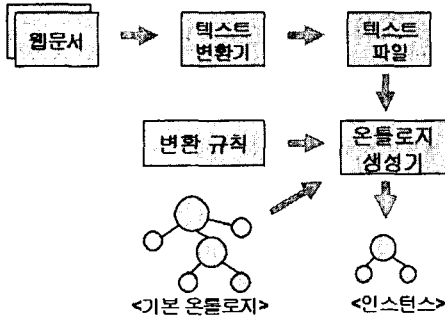 웹문서
텍스트
변환기
텍스트
파일
변환 규칙
온톨로지
생성기
<기본 온톨로지>
<인스턴스>